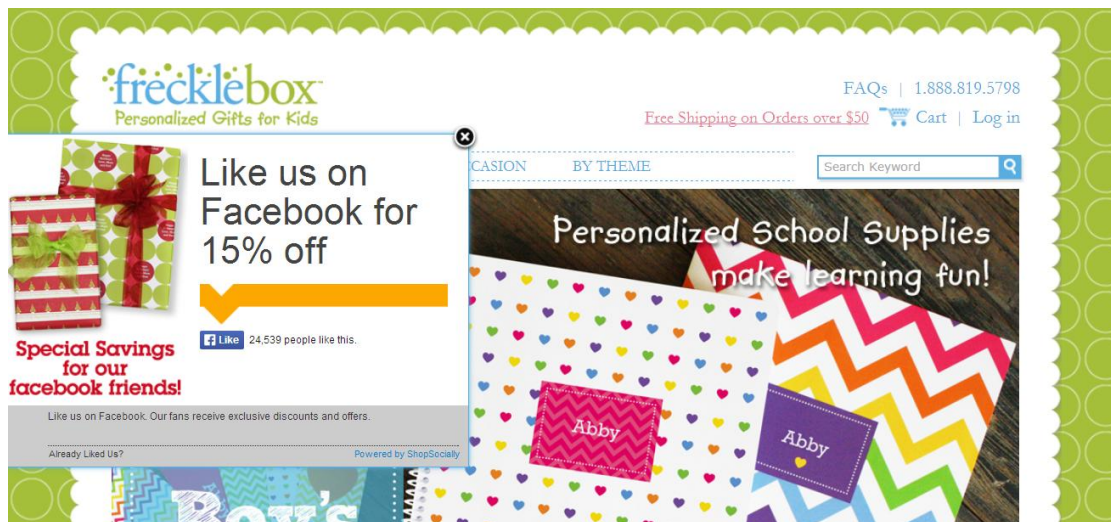 frecklebox
Personalized Gifts for Kids
FAQs | 1.888.819.5798
Free Shipping on Orders over $50 Cart | Log in
CASION BY THEME
Search Keyword
Like us on
Facebook for
15% off
Like 24,539 people like this.
Special Savings
for our
facebook friends!
Like us on Facebook. Our fans receive exclusive discounts and offers.
Already Liked Us? Powered by ShopSocially
Personalized School Supplies
make learning fun!
Abby
Abby
Boy's